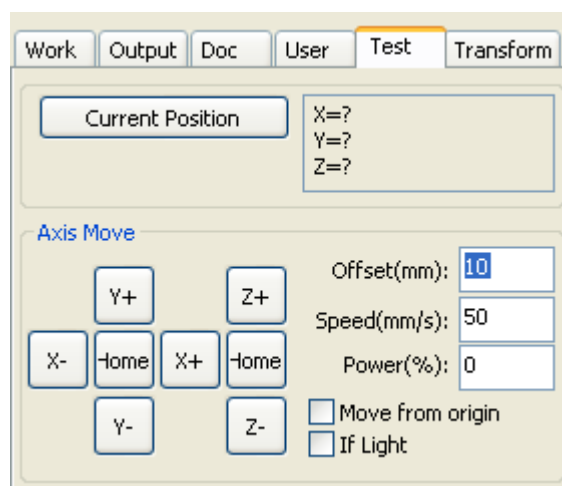 Work Output Doc User Test Transform
Current Position
X=?
Y=?
Z=?
Axis Move
Offset(mm): 10
Y+ Z+
Speed(mm/s): 50
X- Home X+ Home
Power(%): 0
Move from origin
Y- Z-
If Light